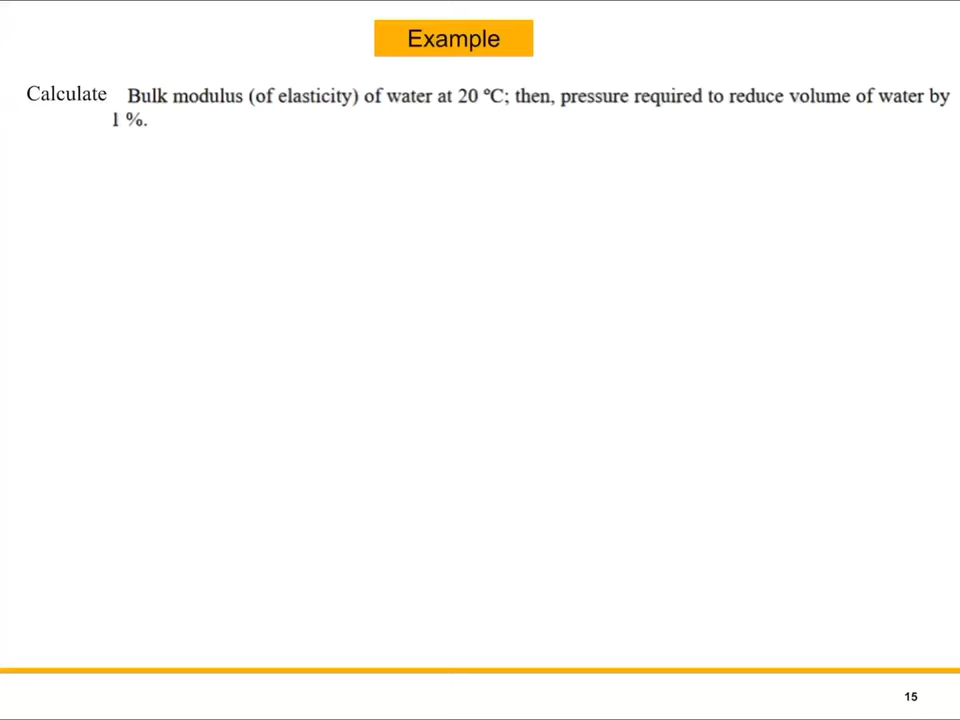 Example
Calculate Bulk modulus (of elasticity) of water at 20 ºC; then, pressure required to reduce volume of water by
1 %.
15